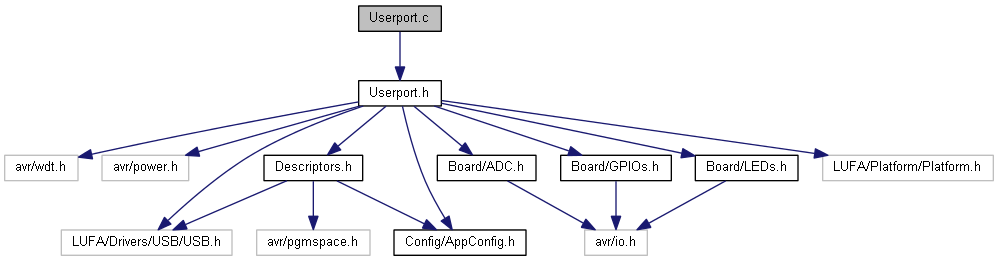 Userport.c
Userport.h
avr/wdt.h
avr/power.h
Descriptors.h
Board/ADC.h
Board/GPIOs.h
Board/LEDs.h
LUFA/Platform/Platform.h
LUFA/Drivers/USB/USB.h
avr/pgmspace.h
Config/AppConfig.h
avr/io.h